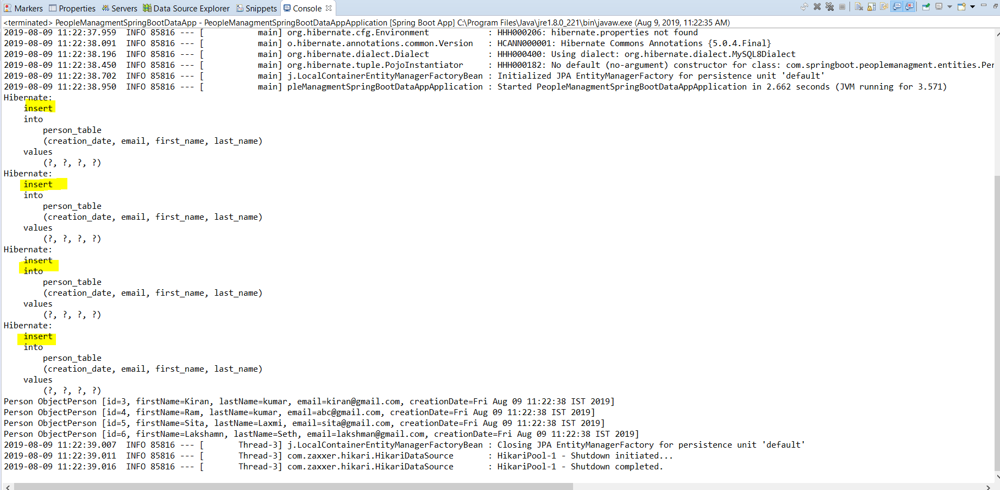 Markers Properties Servers Data Source Explorer Snippets Console
<terminated> PeopleManagmentSpringBootDataApp - PeopleManagmentSpringBootDataAppApplication [Spring Boot App] C:\Program Files\Java\jre1.8.0_221\bin\javaw.exe (Aug 9, 2019, 11:22:35 AM)
2019-08-09 11:22:37.959  INFO 85816 --- [           main] org.hibernate.cfg.Environment            : HHH000206: hibernate.properties not found
2019-08-09 11:22:38.091  INFO 85816 --- [           main] o.hibernate.annotations.common.Version   : HCANN000001: Hibernate Commons Annotations {5.0.4.Final}
2019-08-09 11:22:38.196  INFO 85816 --- [           main] org.hibernate.dialect.Dialect            : HHH000400: Using dialect: org.hibernate.dialect.MySQL8Dialect
2019-08-09 11:22:38.450  INFO 85816 --- [           main] org.hibernate.tuple.PojoInstantiator     : HHH000182: No default (no-argument) constructor for class: com.springboot.peoplemanagment.entities.Per
2019-08-09 11:22:38.702  INFO 85816 --- [           main] j.LocalContainerEntityManagerFactoryBean : Initialized JPA EntityManagerFactory for persistence unit 'default'
2019-08-09 11:22:38.950  INFO 85816 --- [           main] pleManagmentSpringBootDataAppApplication : Started PeopleManagmentSpringBootDataAppApplication in 2.662 seconds (JVM running for 3.571)
Hibernate:
    insert
    into
        person_table
        (creation_date, email, first_name, last_name)
    values
        (?, ?, ?, ?)
Hibernate:
    insert
    into
        person_table
        (creation_date, email, first_name, last_name)
    values
        (?, ?, ?, ?)
Hibernate:
    insert
    into
        person_table
        (creation_date, email, first_name, last_name)
    values
        (?, ?, ?, ?)
Hibernate:
    insert
    into
        person_table
        (creation_date, email, first_name, last_name)
    values
        (?, ?, ?, ?)
Person ObjectPerson [id=3, firstName=Kiran, lastName=kumar, email=kiran@gmail.com, creationDate=Fri Aug 09 11:22:38 IST 2019]
Person ObjectPerson [id=4, firstName=Ram, lastName=kumar, email=abc@gmail.com, creationDate=Fri Aug 09 11:22:38 IST 2019]
Person ObjectPerson [id=5, firstName=Sita, lastName=Laxmi, email=sita@gmail.com, creationDate=Fri Aug 09 11:22:38 IST 2019]
Person ObjectPerson [id=6, firstName=Lakshamn, lastName=Seth, email=lakshman@gmail.com, creationDate=Fri Aug 09 11:22:38 IST 2019]
2019-08-09 11:22:39.007  INFO 85816 --- [       Thread-3] j.LocalContainerEntityManagerFactoryBean : Closing JPA EntityManagerFactory for persistence unit 'default'
2019-08-09 11:22:39.011  INFO 85816 --- [       Thread-3] com.zaxxer.hikari.HikariDataSource       : HikariPool-1 - Shutdown initiated...
2019-08-09 11:22:39.016  INFO 85816 --- [       Thread-3] com.zaxxer.hikari.HikariDataSource       : HikariPool-1 - Shutdown completed.